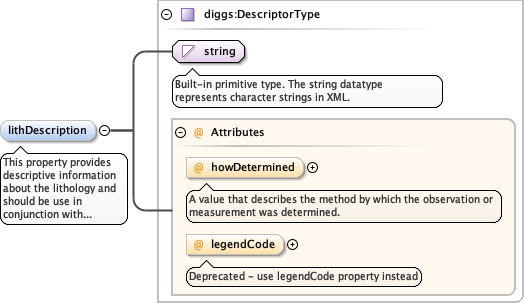 diggs:DescriptorType
string
Built-in primitive type. The string datatype
represents character strings in XML.
lithDescription
This property provides
descriptive information
about the lithology and
should be use in
conjunction with...
@ Attributes
@ howDetermined
A value that describes the method by which the observation or
measurement was determined.
@ legendCode
Deprecated - use legendCode property instead